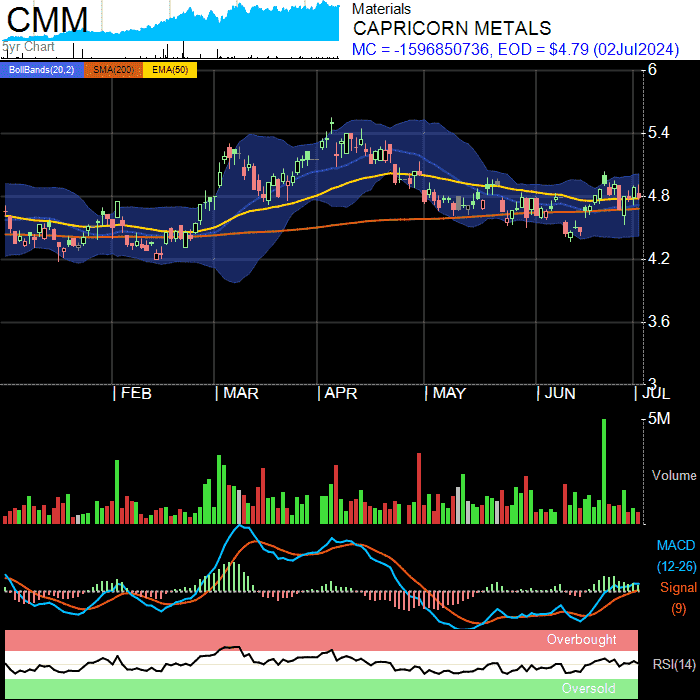 CMM
5yr Chart
Materials
CAPRICORN METALS
MC = -1596850736, EOD = $4.79 (02Jul2024)
BollBands(20,2) SMA(200) EMA(50)
6
5.4
4.8
4.2
3.6
3
FEB MAR APR MAY JUN JUL
5M
Volume
MACD
(12-26)
Signal
(9)
Overbought
RSI(14)
Oversold